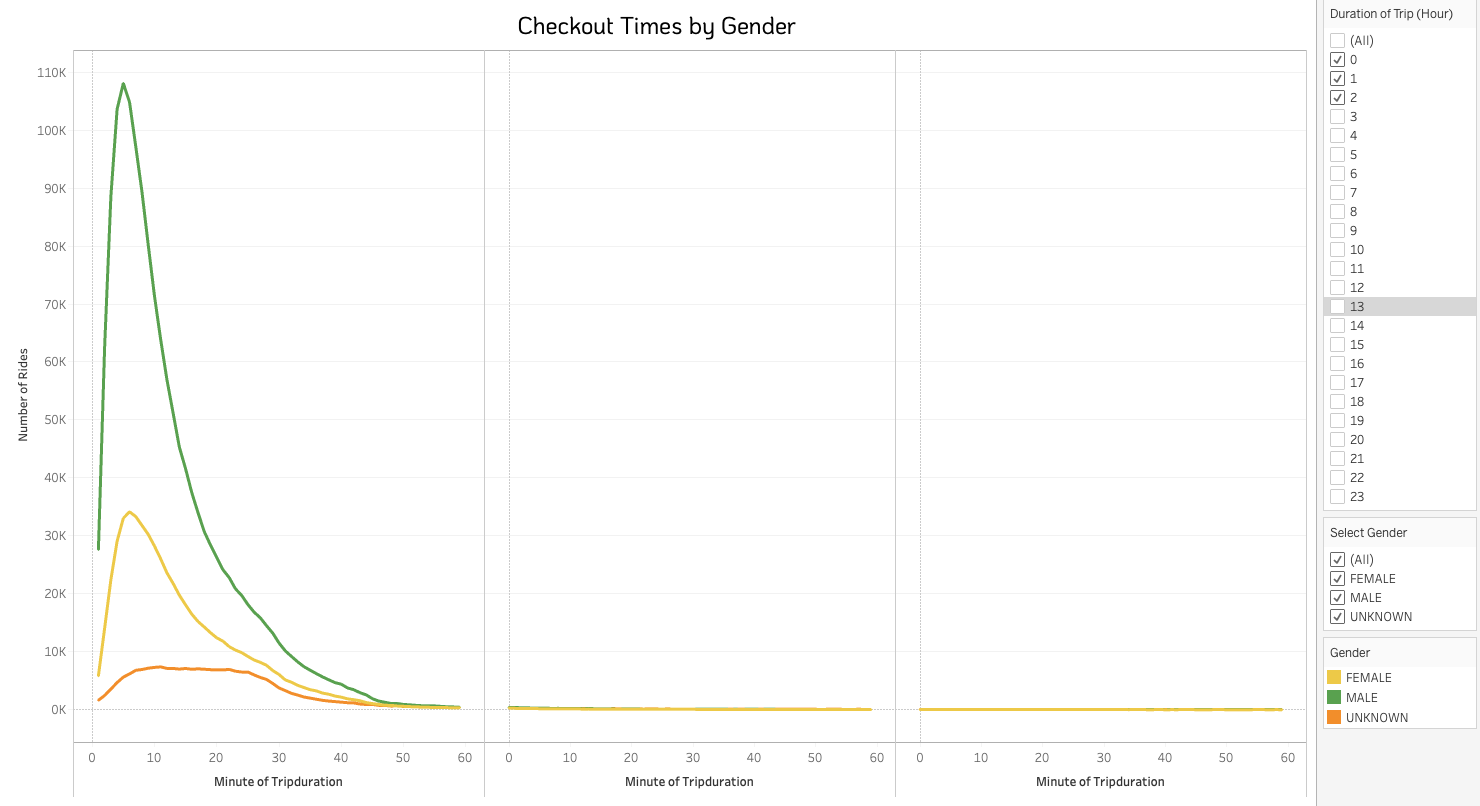 Checkout Times by Gender
110K
100K
90K
80K
70K
60K
50K
40K
30K
20K
10K
0K
Number of Rides
0 10 20 30 40 50 60
0 10 20 30 40 50 60
0 10 20 30 40 50 60
Minute of Tripduration
Minute of Tripduration
Minute of Tripduration
Duration of Trip (Hour)
(All)
0
1
2
3
4
5
6
7
8
9
10
11
12
13
14
15
16
17
18
19
20
21
22
23
Select Gender
(All)
FEMALE
MALE
UNKNOWN
Gender
FEMALE
MALE
UNKNOWN